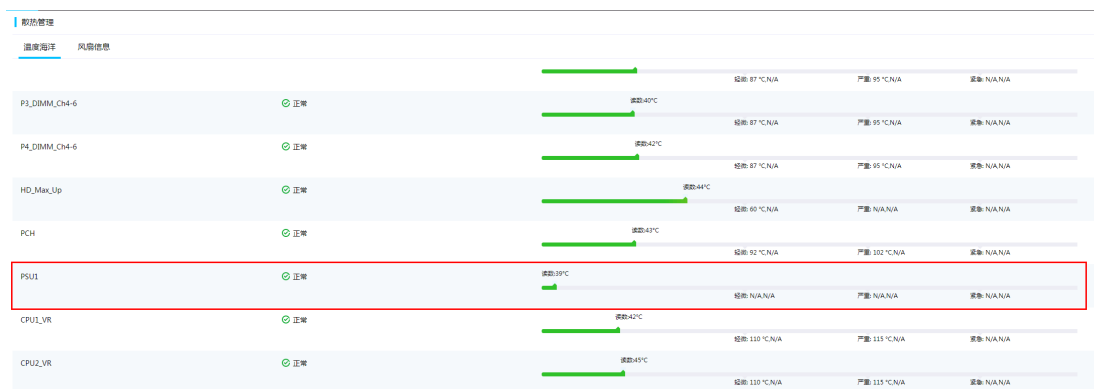 散热管理
温度海洋 风扇信息
轻微: 87 °C,N/A 严重: 95 °C,N/A 紧急: N/A,N/A
P3_DIMM_Ch4-6 正常 读数:40°C
轻微: 87 °C,N/A 严重: 95 °C,N/A 紧急: N/A,N/A
P4_DIMM_Ch4-6 正常 读数:42°C
轻微: 87 °C,N/A 严重: 95 °C,N/A 紧急: N/A,N/A
HD_Max_Up 正常 读数:44°C
轻微: 60 °C,N/A 严重: N/A,N/A 紧急: N/A,N/A
PCH 正常 读数:43°C
轻微: 92 °C,N/A 严重: 102 °C,N/A 紧急: N/A,N/A
PSU1 正常 读数:39°C
轻微: N/A,N/A 严重: N/A,N/A 紧急: N/A,N/A
CPU1_VR 正常 读数:42°C
轻微: 110 °C,N/A 严重: 115 °C,N/A 紧急: N/A,N/A
CPU2_VR 正常 读数:45°C
轻微: 110 °C,N/A 严重: 115 °C,N/A 紧急: N/A,N/A